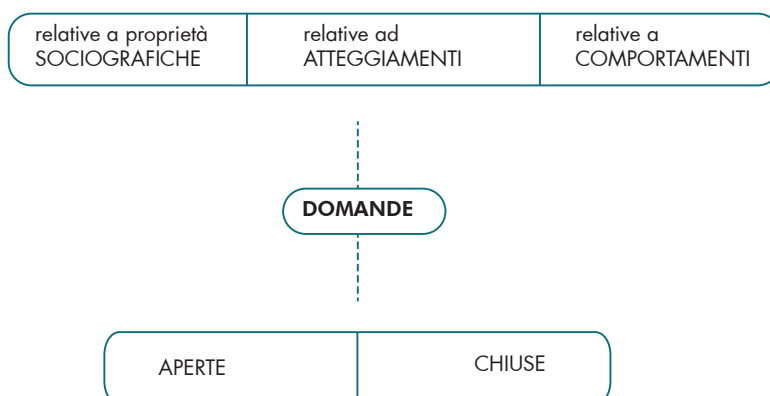 relative a proprietà
SOCIOGRAFICHE
relative ad
ATTEGGIAMENTI
relative a
COMPORTAMENTI
DOMANDE
APERTE
CHIUSE